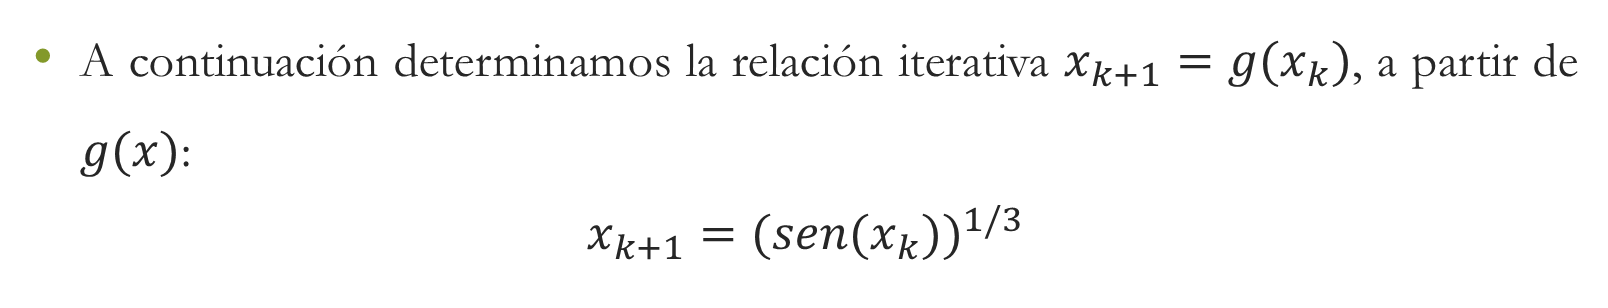 • A continuación determinamos la relación iterativa $x_{k+1} = g(x_k)$, a partir de
$g(x)$:
$x_{k+1} = (sen(x_k))^{1/3}$